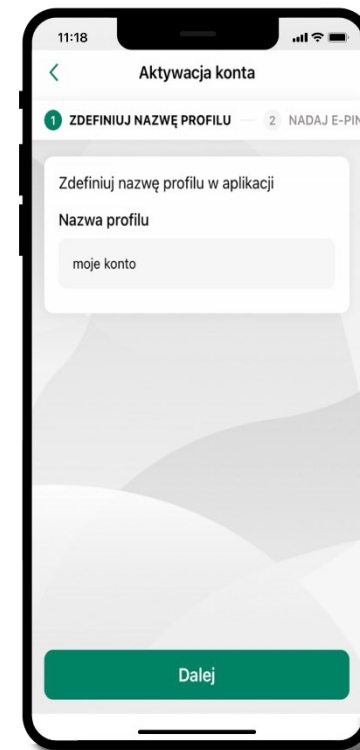 11:18
Aktywacja konta
1 ZDEFINIUJ NAZWĘ PROFILU 2 NADAJ E-PIN
Zdefiniuj nazwę profilu w aplikacji
Nazwa profilu
moje konto
Dalej